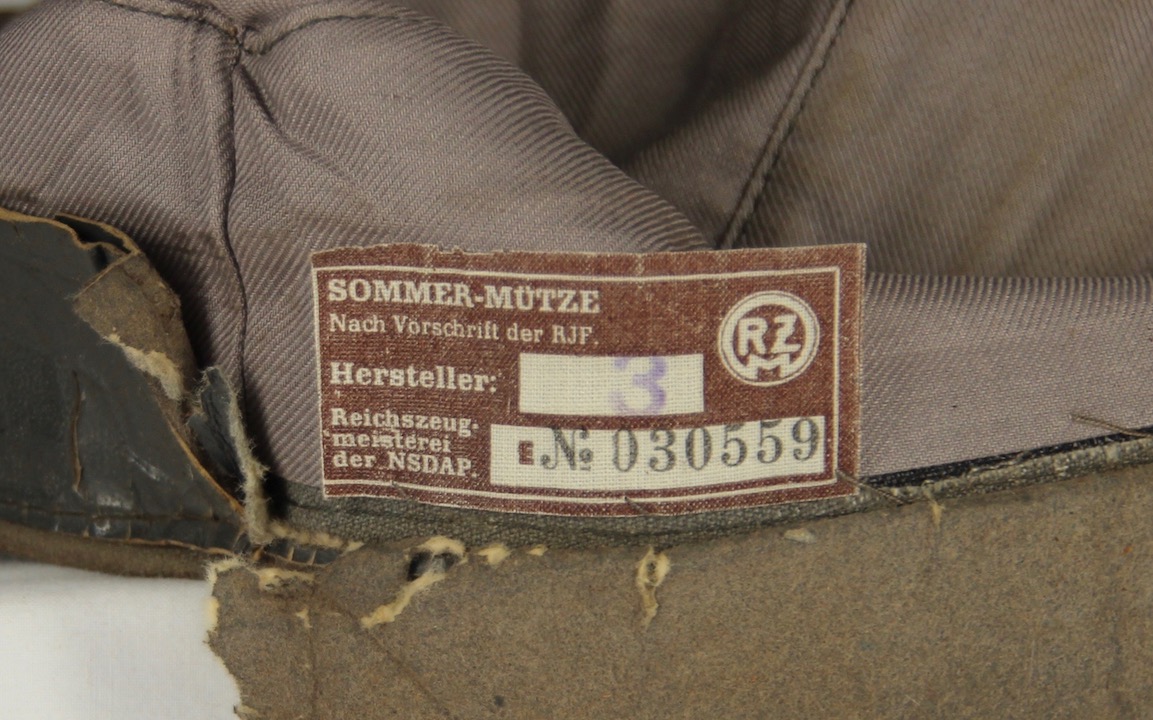 SOMMER-MÜTZE
Nach Vorschrift der RJF.
RZM
Hersteller: 3
Reichszeug-
meisterei
der NSDAP.
E № 030559